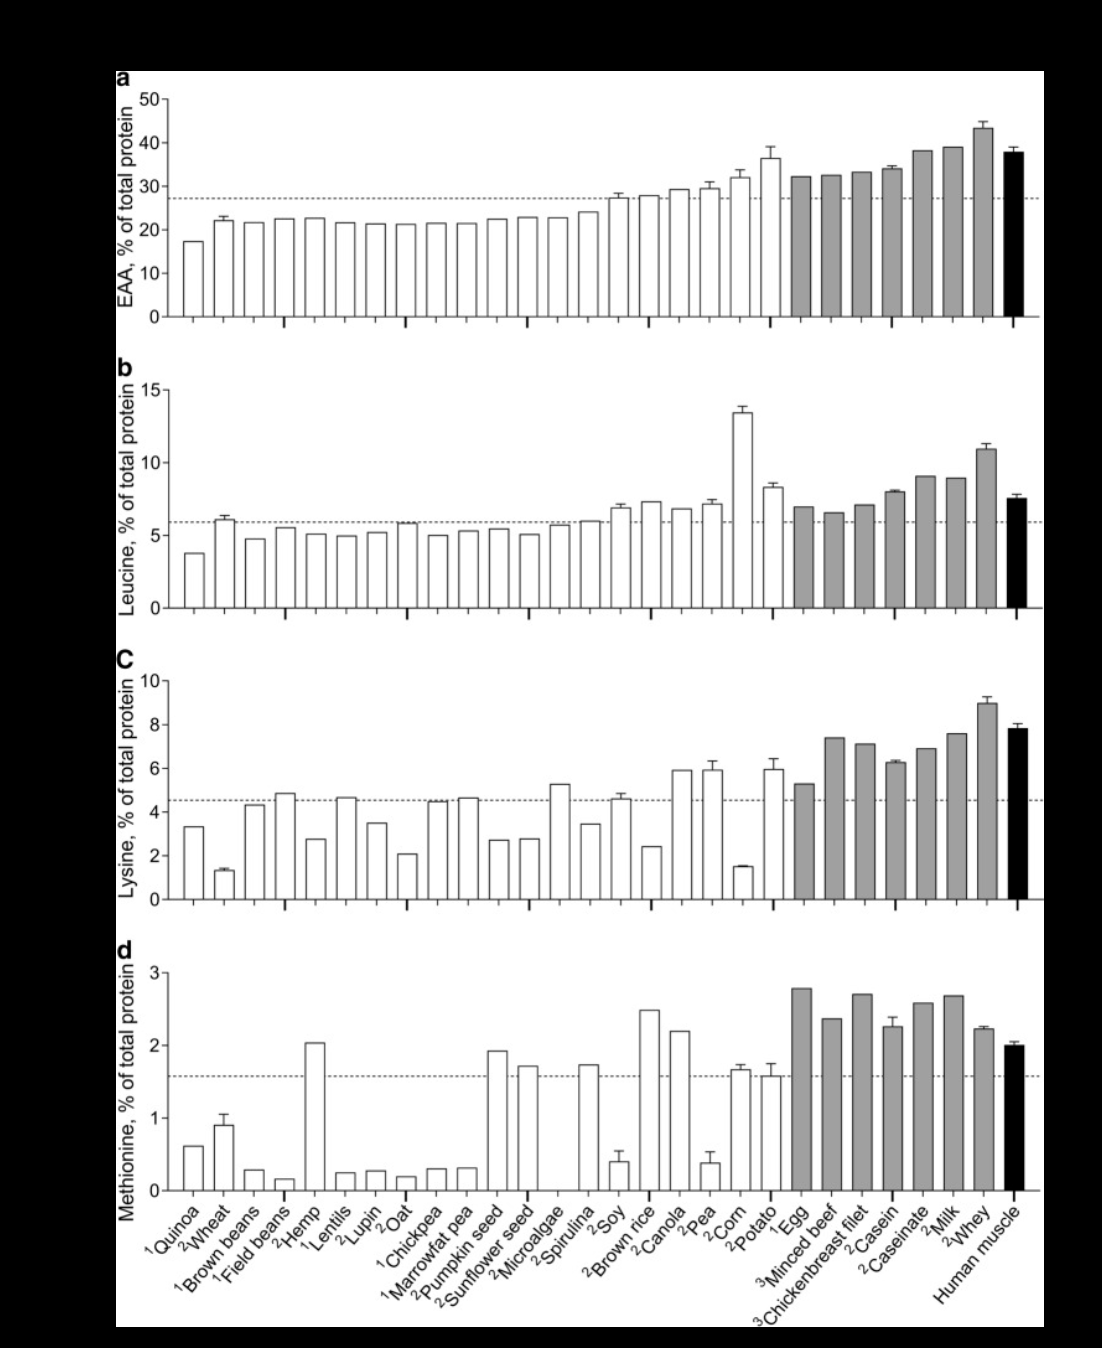 a
EAA, % of total protein
50
40
30
20
10
0
b
Leucine, % of total protein
15
10
5
0
C
Lysine, % of total protein
10
8
6
4
2
0
d
Methionine, % of total protein
3
2
1
0
¹Quinoa
²Wheat
¹Brown beans
¹Field beans
²Hemp
¹Lentils
²Lupin
²Oat
¹Chickpea
¹Marrowfat pea
²Pumpkin seed
²Sunflower seed
²Microalgae
²Spirulina
²Soy
²Brown rice
²Canola
²Pea
²Corn
²Potato
¹Egg
³Minced beef
³Chickenbreast filet
²Casein
²Caseinate
²Milk
²Whey
Human muscle